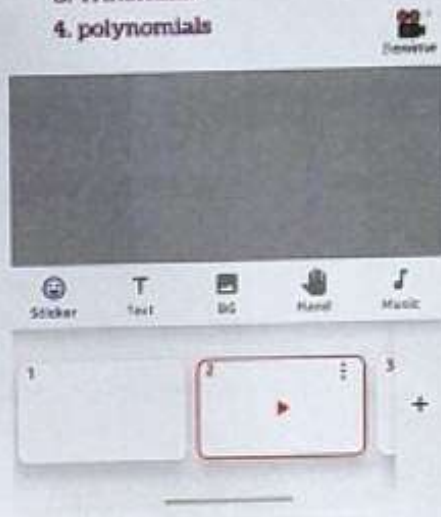 4. polynomials
Sticker
Text
BG
Hand
Music
1
2
3
+